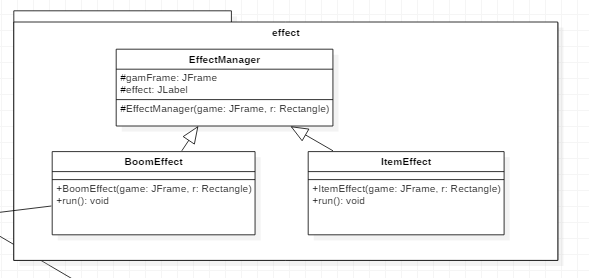 effect
EffectManager
#gamFrame: JFrame
#effect: JLabel
#EffectManager(game: JFrame, r: Rectangle)
BoomEffect
+BoomEffect(game: JFrame, r: Rectangle)
+run(): void
ItemEffect
+ItemEffect(game: JFrame, r: Rectangle)
+run(): void